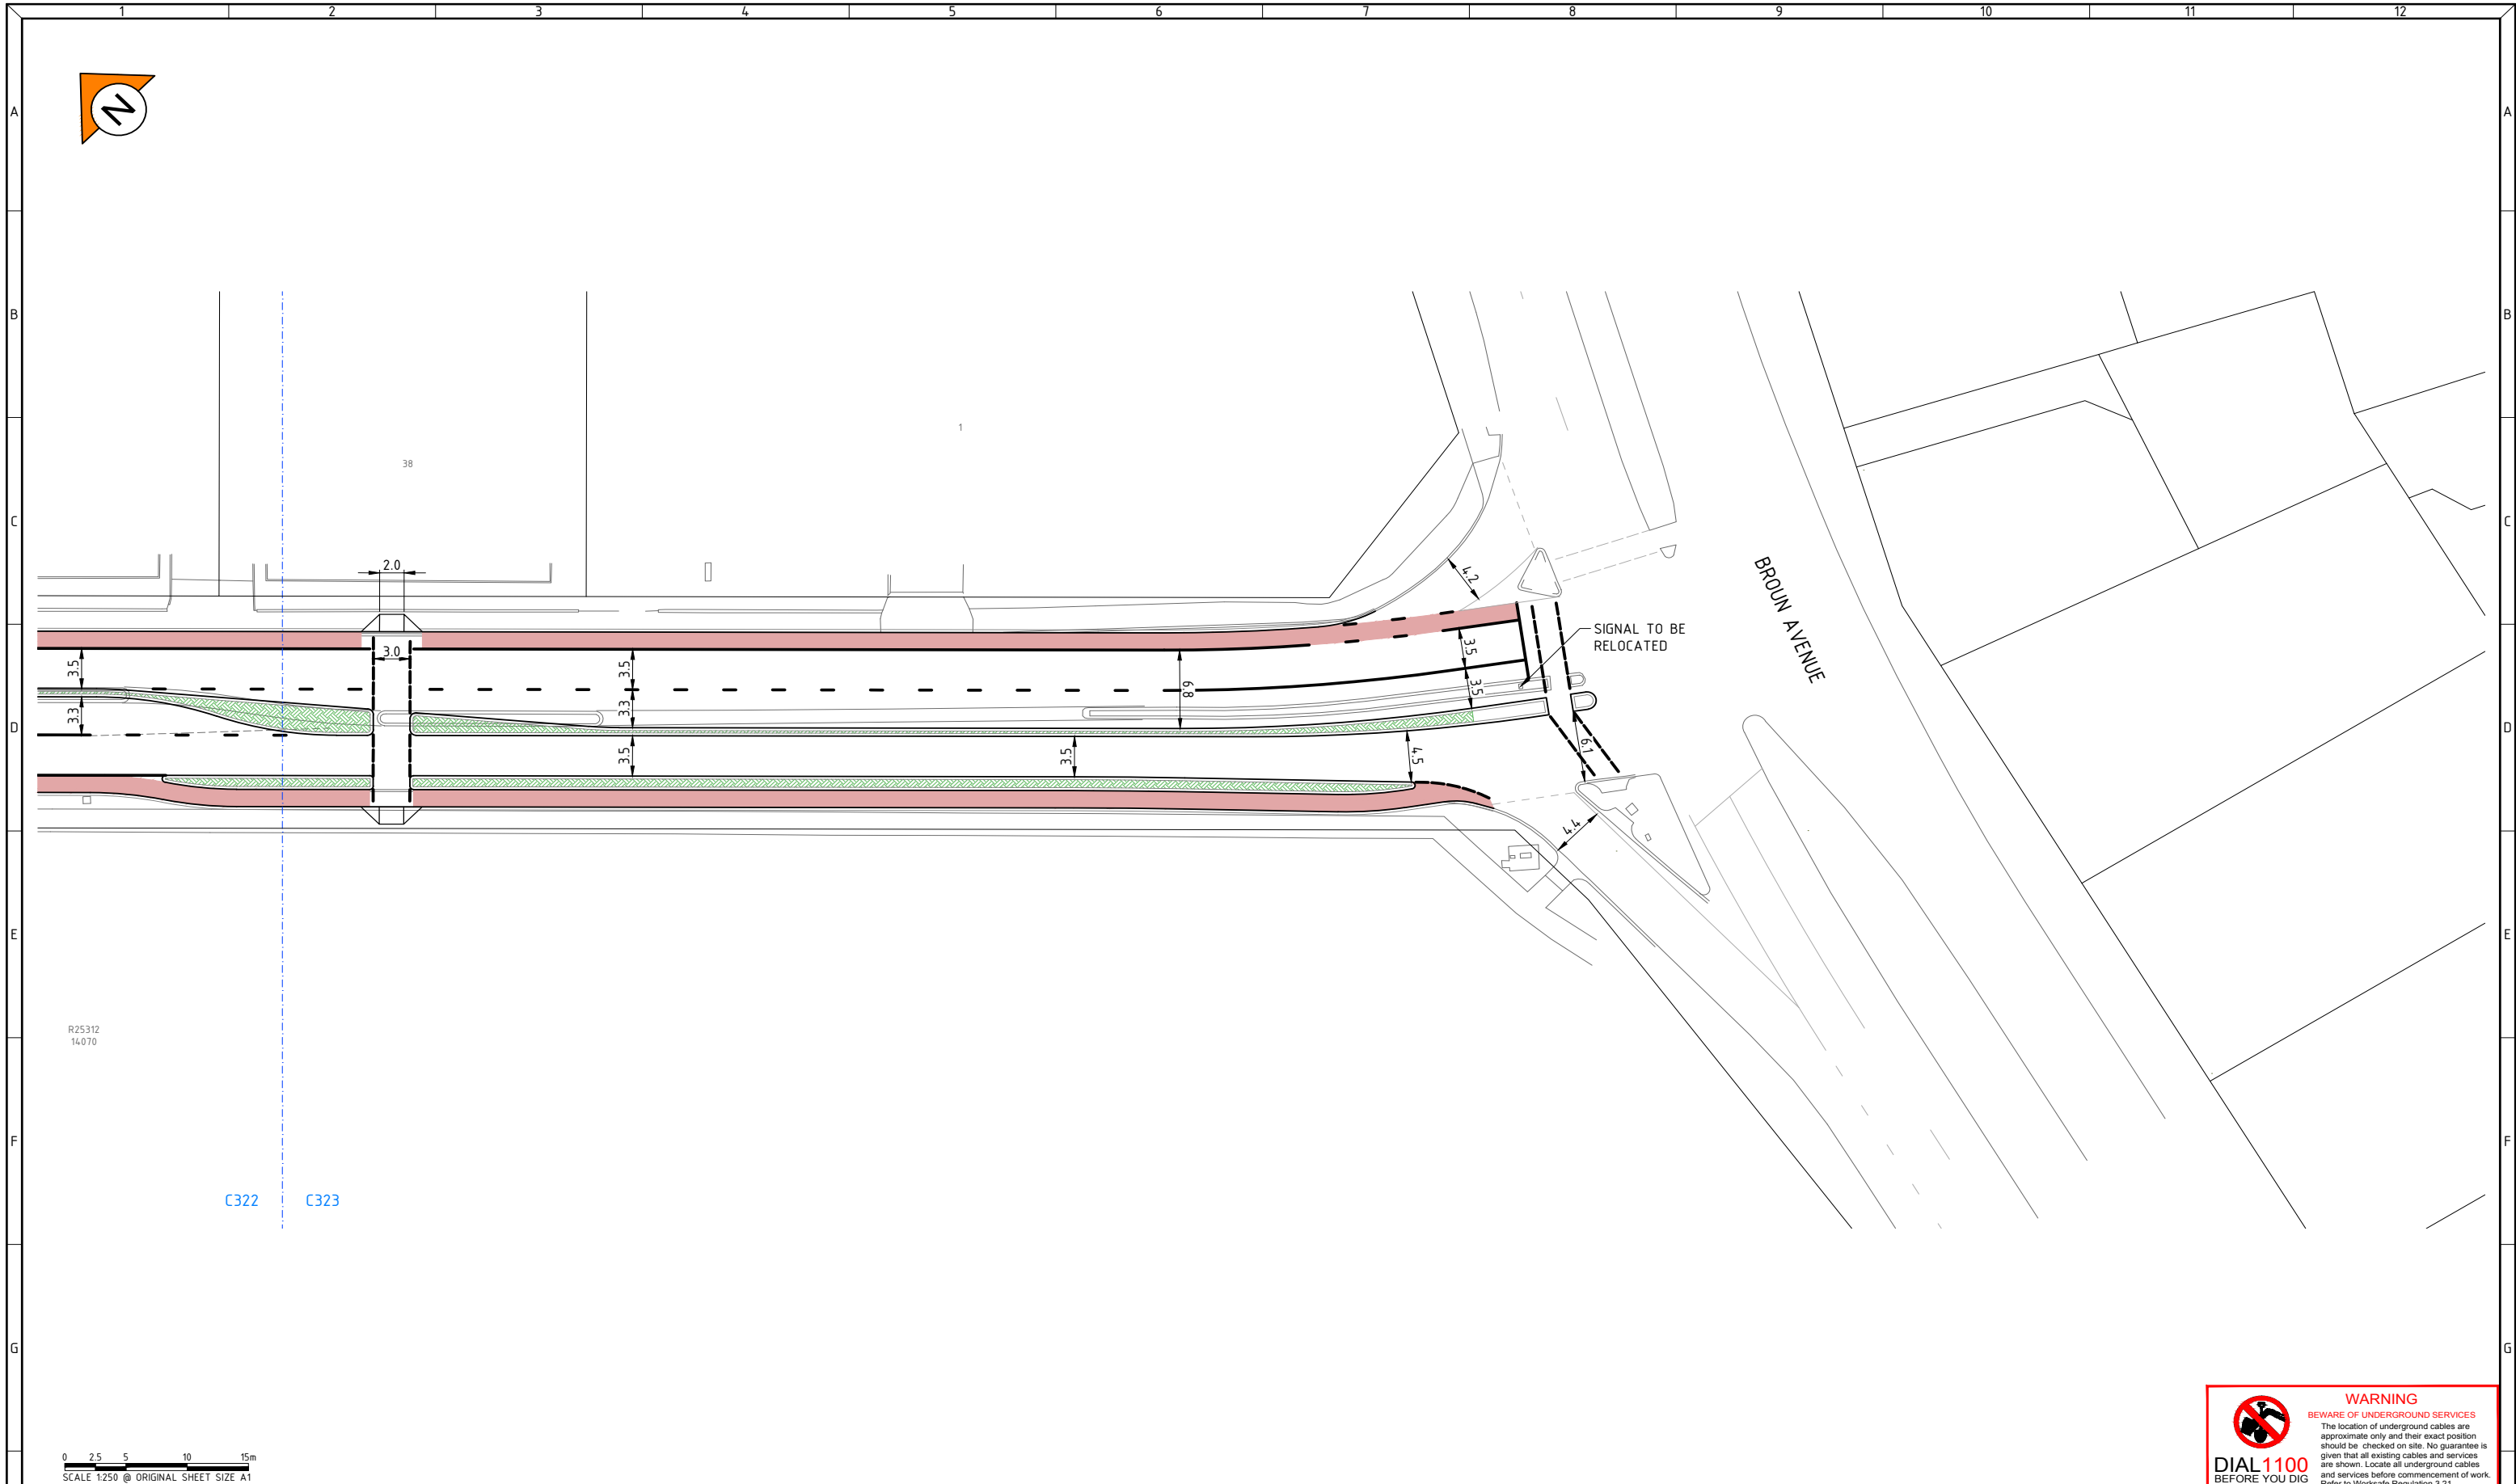 1 2 3 4 5 6 7 8 9 10 11 12
A A
N
B B
1
38
C C
BROUN AVENUE
2.0
4.2
SIGNAL TO BE
RELOCATED
3.0
3.5 3.5 3.5
6.8
3.5
3.3 3.3
D D
3.5 3.5 4.5 6.1
4.4
E E
R25312
14070
F F
C322 C323
G G
WARNING
BEWARE OF UNDERGROUND SERVICES
The location of underground cables are
approximate only and their exact position
should be checked on site. No guarantee is
given that all existing cables and services
are shown. Locate all underground cables
and services before commencement of work.
Refer to Worksafe Regulation 3.21
DIAL1100
BEFORE YOU DIG
0 2.5 5 10 15m
SCALE 1:250 @ ORIGINAL SHEET SIZE A1